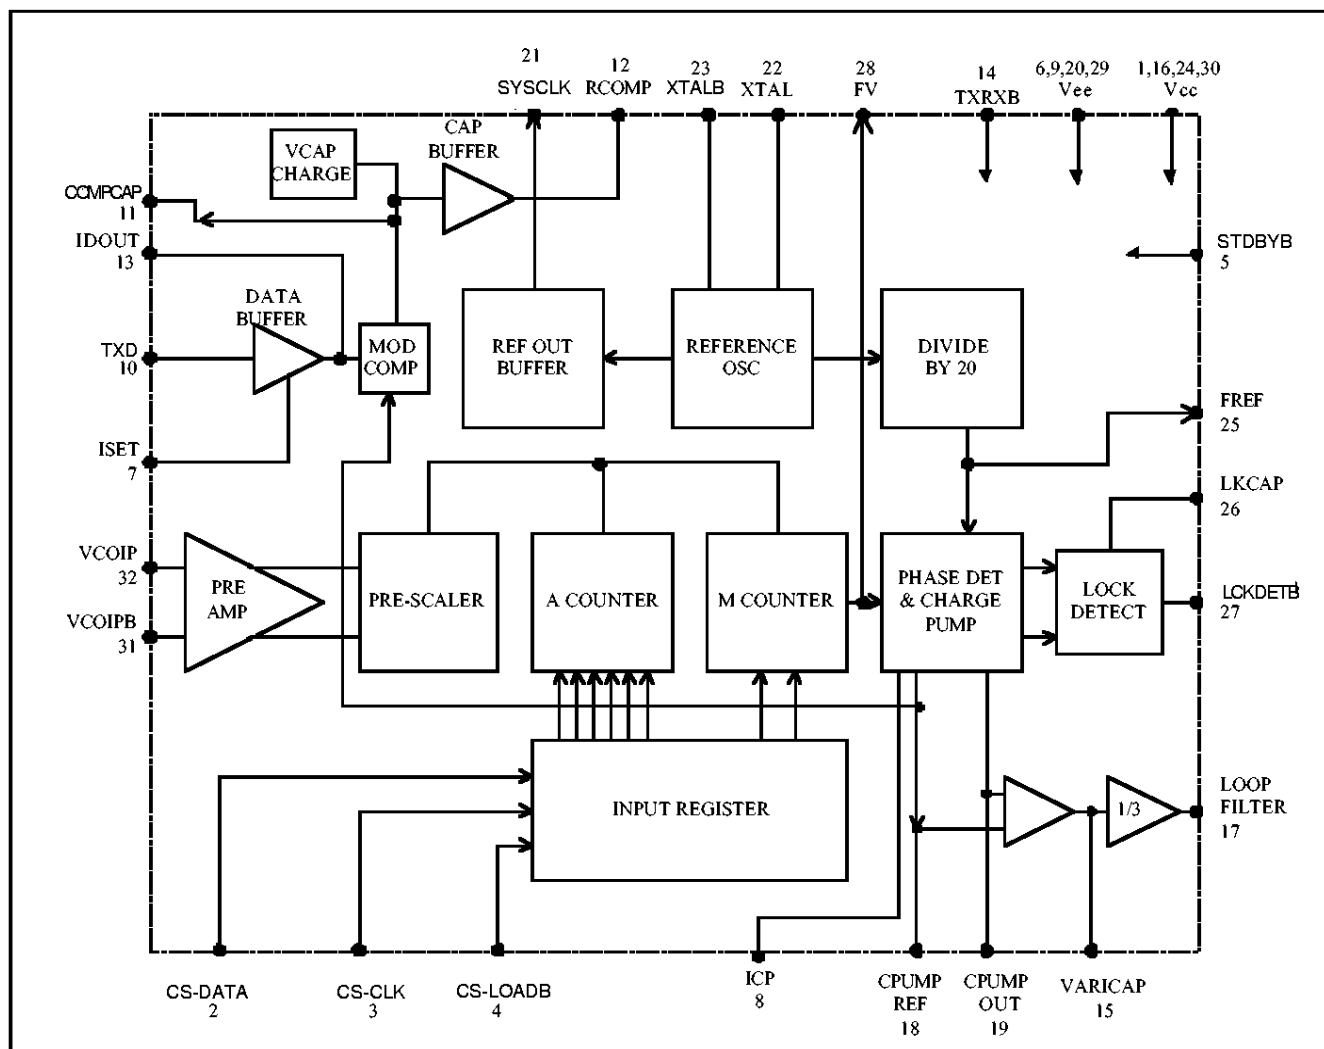 21
SYSCLK
12
RCOMP
23
XTALB
22
XTAL
28
FV
14
TXRXB
6,9,20,29
Vee
1,16,24,30
Vcc
CAP
BUFFER
VCAP
CHARGE
COMPCAP
11
IDOUT
13
STDBYB
5
DATA
BUFFER
TXD
10
MOD
COMP
REF OUT
BUFFER
REFERENCE
OSC
DIVIDE
BY 20
FREF
25
ISET
7
LKCAP
26
VCOIP
32
VCOIPB
31
PRE
AMP
PRE-SCALER
A COUNTER
M COUNTER
PHASE DET
& CHARGE
PUMP
LOCK
DETECT
LCKDETB
27
INPUT REGISTER
1/3
LOOP
FILTER
17
CS-DATA
2
CS-CLK
3
CS-LOADB
4
ICP
8
CPUMP
REF
18
CPUMP
OUT
19
VARICAP
15